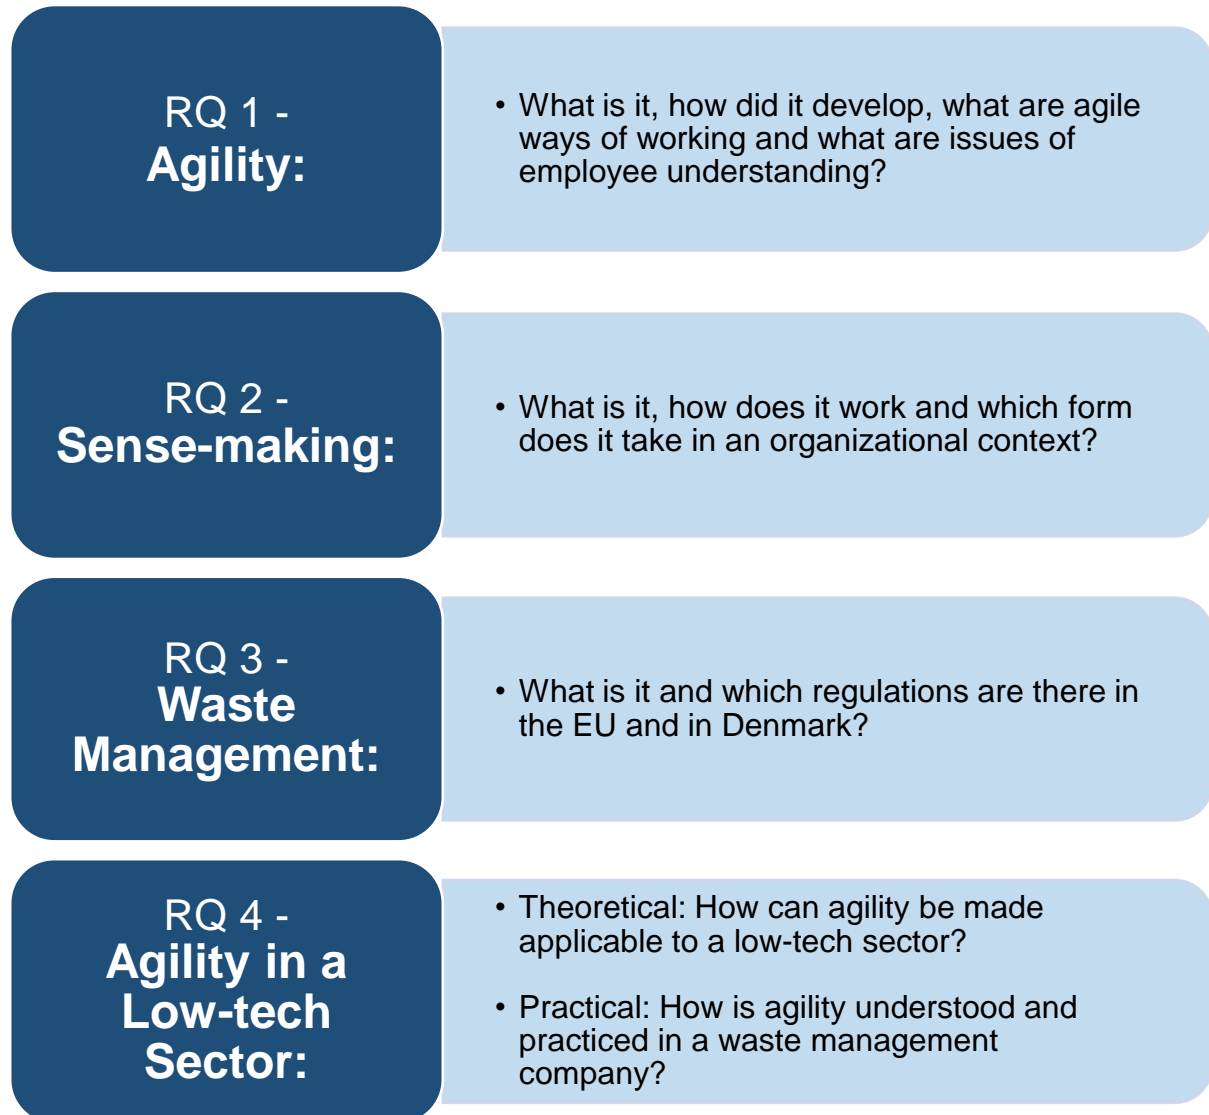 RQ 1 -
Agility:
• What is it, how did it develop, what are agile
ways of working and what are issues of
employee understanding?
RQ 2 -
Sense-making:
• What is it, how does it work and which form
does it take in an organizational context?
RQ 3 -
Waste
Management:
• What is it and which regulations are there in
the EU and in Denmark?
RQ 4 -
Agility in a
Low-tech
Sector:
• Theoretical: How can agility be made
applicable to a low-tech sector?
• Practical: How is agility understood and
practiced in a waste management
company?